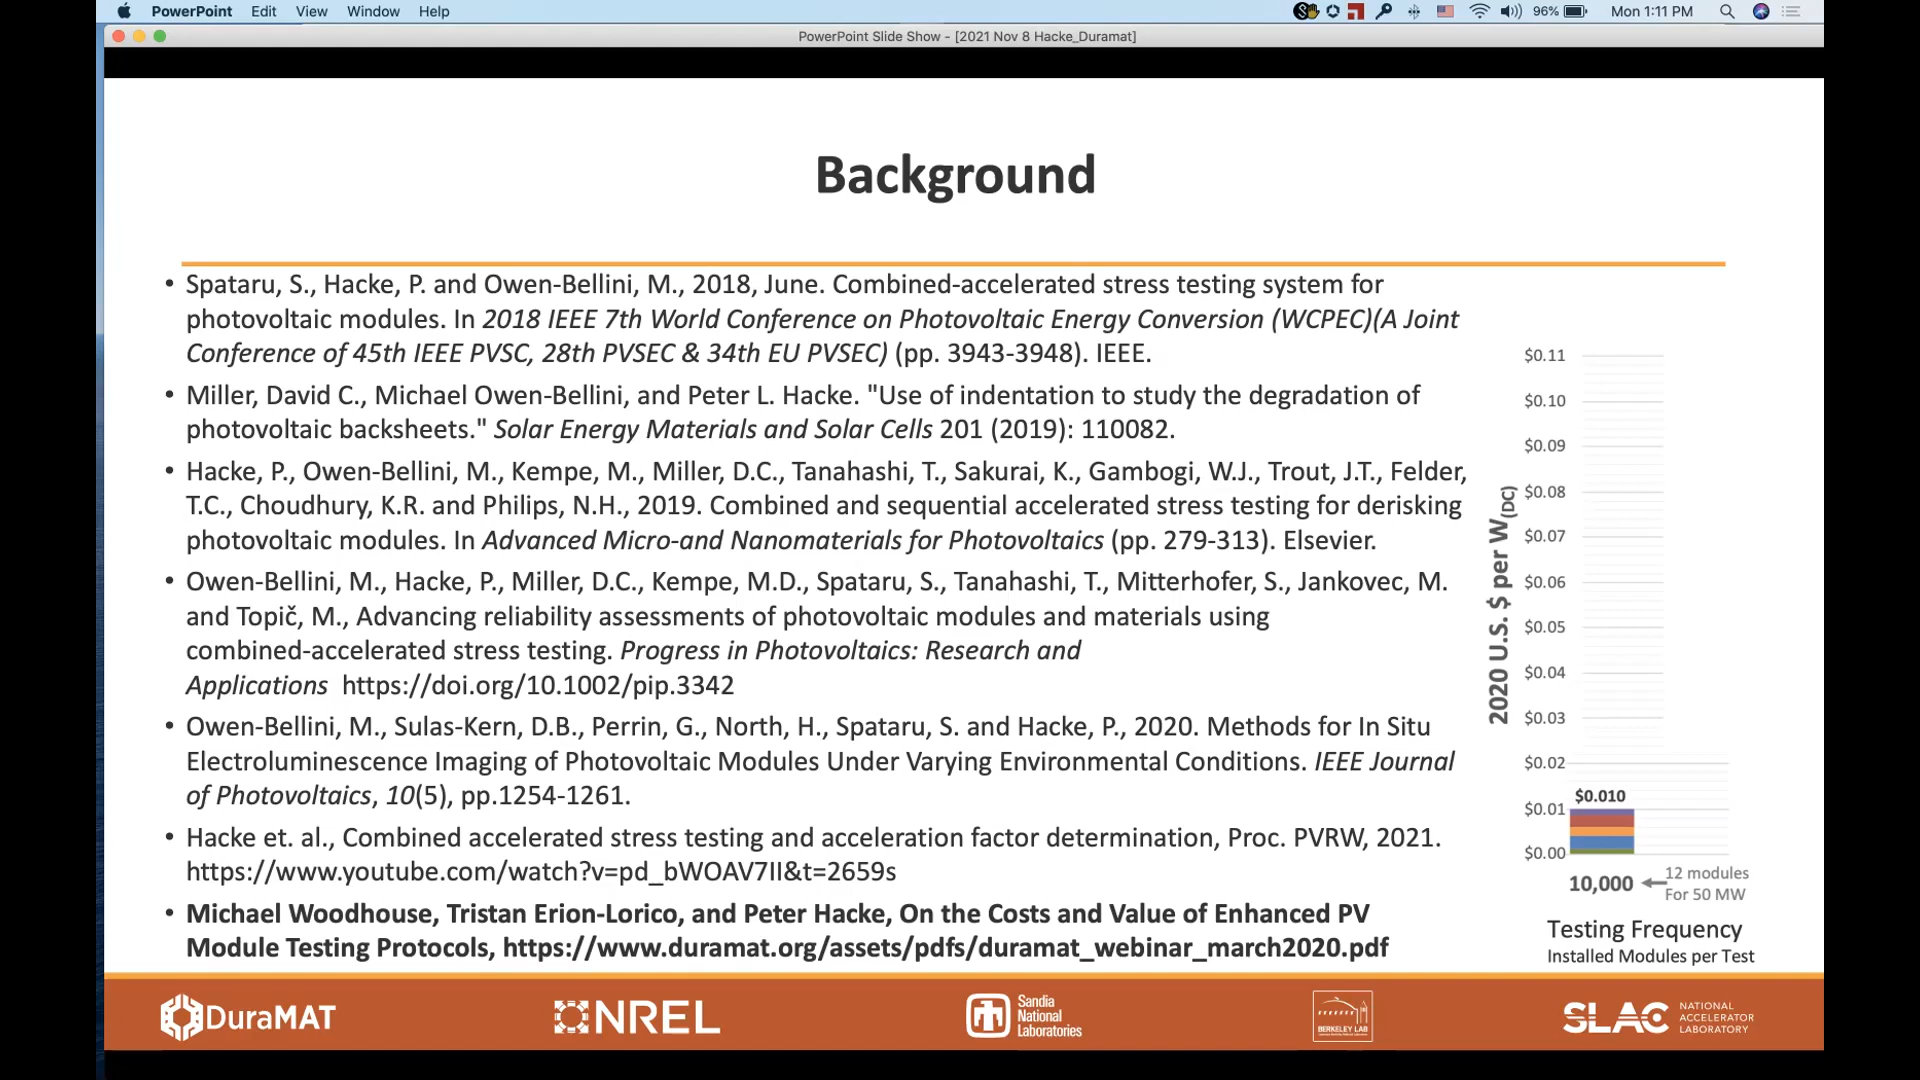 PowerPoint Edit View Window Help 96% Mon 1:11 PM
PowerPoint Slide Show - [2021 Nov 8 Hacke_Duramat]
Background
• Spataru, S., Hacke, P. and Owen-Bellini, M., 2018, June. Combined-accelerated stress testing system for
photovoltaic modules. In 2018 IEEE 7th World Conference on Photovoltaic Energy Conversion (WCPEC)(A Joint
Conference of 45th IEEE PVSC, 28th PVSEC & 34th EU PVSEC) (pp. 3943-3948). IEEE.
• Miller, David C., Michael Owen-Bellini, and Peter L. Hacke. "Use of indentation to study the degradation of
photovoltaic backsheets." Solar Energy Materials and Solar Cells 201 (2019): 110082.
• Hacke, P., Owen-Bellini, M., Kempe, M., Miller, D.C., Tanahashi, T., Sakurai, K., Gambogi, W.J., Trout, J.T., Felder,
T.C., Choudhury, K.R. and Philips, N.H., 2019. Combined and sequential accelerated stress testing for derisking
photovoltaic modules. In Advanced Micro-and Nanomaterials for Photovoltaics (pp. 279-313). Elsevier.
• Owen-Bellini, M., Hacke, P., Miller, D.C., Kempe, M.D., Spataru, S., Tanahashi, T., Mitterhofer, S., Jankovec, M.
and Topič, M., Advancing reliability assessments of photovoltaic modules and materials using
combined-accelerated stress testing. Progress in Photovoltaics: Research and
Applications https://doi.org/10.1002/pip.3342
• Owen-Bellini, M., Sulas-Kern, D.B., Perrin, G., North, H., Spataru, S. and Hacke, P., 2020. Methods for In Situ
Electroluminescence Imaging of Photovoltaic Modules Under Varying Environmental Conditions. IEEE Journal
of Photovoltaics, 10(5), pp.1254-1261.
• Hacke et. al., Combined accelerated stress testing and acceleration factor determination, Proc. PVRW, 2021.
https://www.youtube.com/watch?v=pd_bWOAV7II&t=2659s
• Michael Woodhouse, Tristan Erion-Lorico, and Peter Hacke, On the Costs and Value of Enhanced PV
Module Testing Protocols, https://www.duramat.org/assets/pdfs/duramat_webinar_march2020.pdf
2020 U.S. $ per W(DC)
$0.11
$0.10
$0.09
$0.08
$0.07
$0.06
$0.05
$0.04
$0.03
$0.02
$0.01
$0.00
$0.010
10,000
12 modules
For 50 MW
Testing Frequency
Installed Modules per Test
DuraMAT
NREL
Sandia
National
Laboratories
BERKELEY LAB
SLAC
NATIONAL
ACCELERATOR
LABORATORY